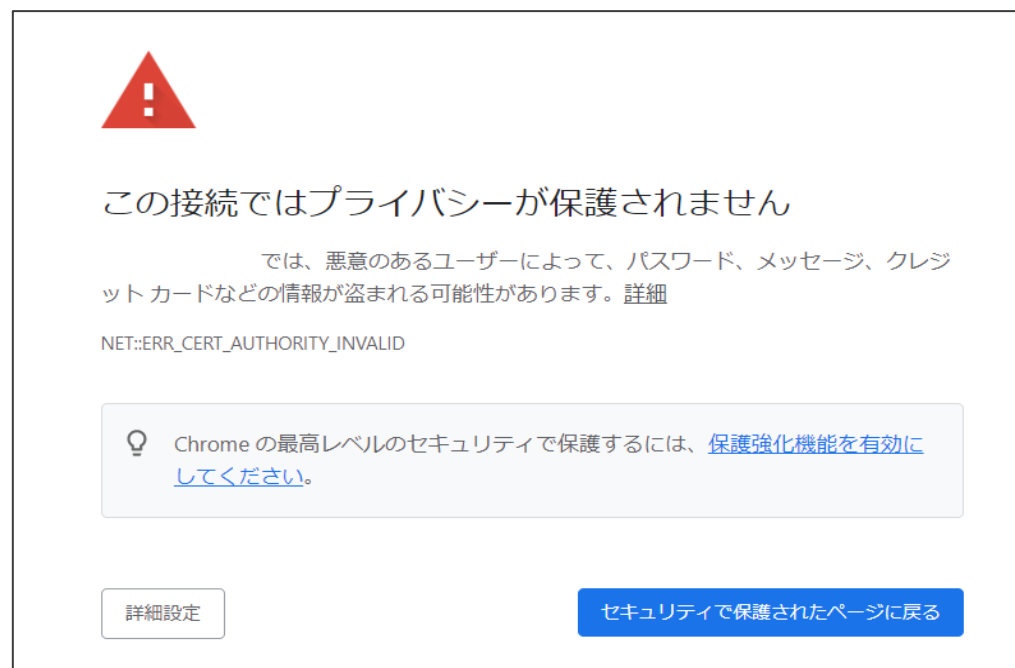 この接続ではプライバシーが保護されません
では、悪意のあるユーザーによって、パスワード、メッセージ、クレジ
ット カードなどの情報が盗まれる可能性があります。詳細
NET::ERR_CERT_AUTHORITY_INVALID
Chrome の最高レベルのセキュリティで保護するには、保護強化機能を有効に
してください。
詳細設定
セキュリティで保護されたページに戻る